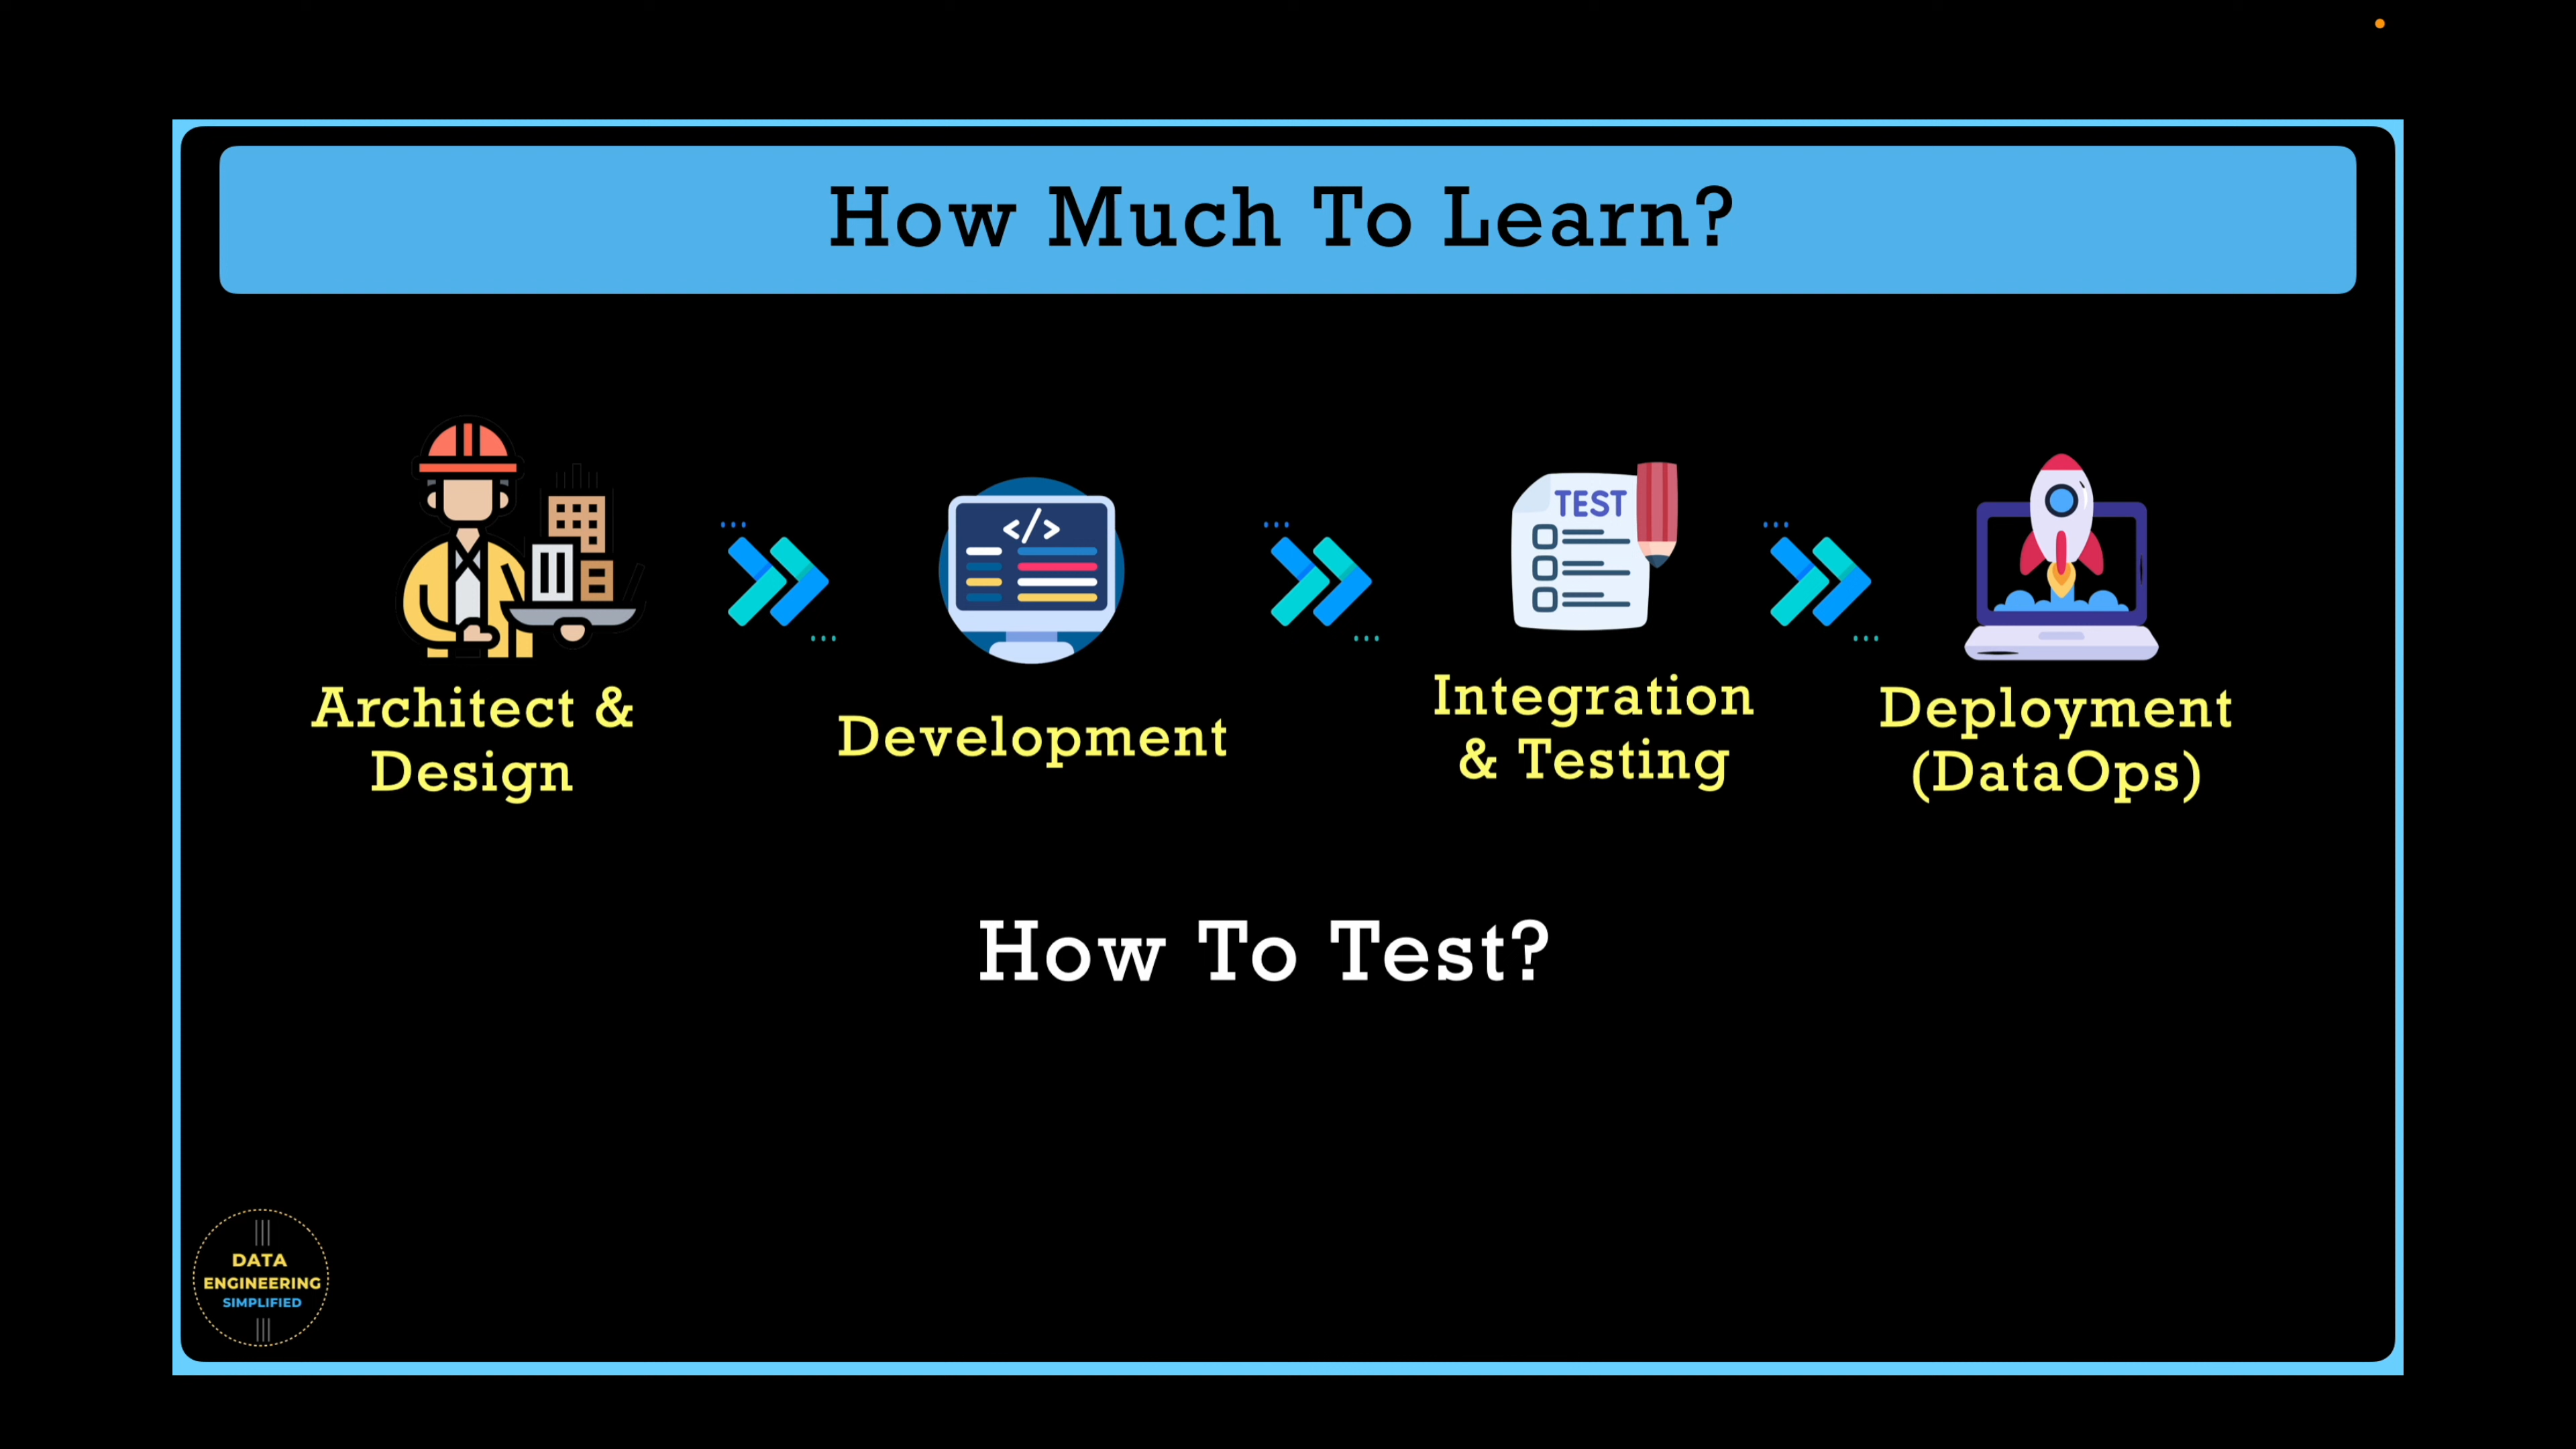 How Much To Learn?
</>
TEST
Architect &
Design
Development
Integration
& Testing
Deployment
(DataOps)
How To Test?
DATA
ENGINEERING
SIMPLIFIED